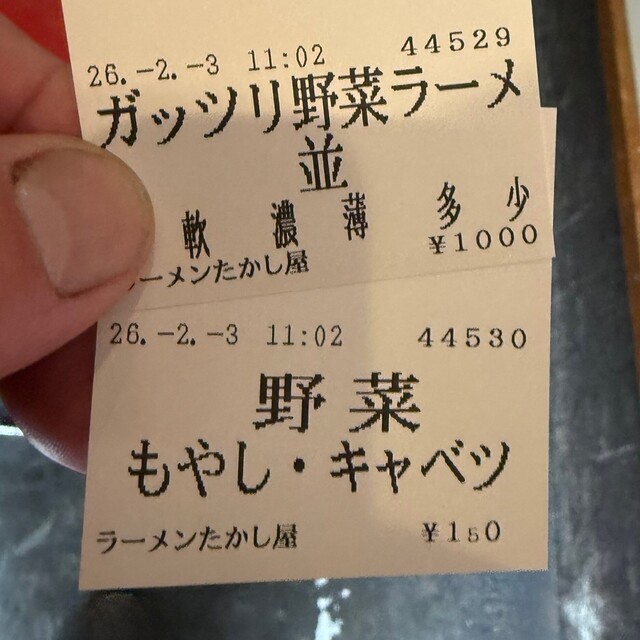 26.-2.-3 11:02 44529
ガッツリ野菜ラーメ
並
軟 濃 薄 多 少
ーメンたかし屋 ¥1000
26.-2.-3 11:02 44530
野菜
もやし・キャベツ
ラーメンたかし屋 ¥150